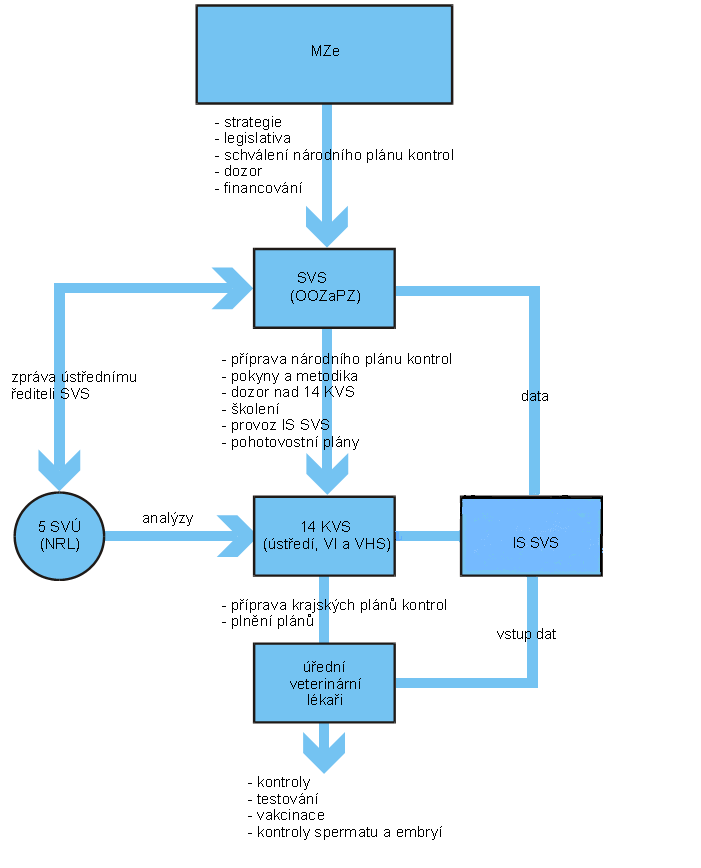 MZe
- strategie
- legislativa
- schválení národního plánu kontrol
- dozor
- financování
SVS
(OOZaPZ)
- příprava národního plánu kontrol
- pokyny a metodika
- dozor nad 14 KVS
- školení
- provoz IS SVS
- pohotovostní plány
zpráva ústřednímu
řediteli SVS
data
5 SVÚ
(NRL)
analýzy
14 KVS
(ústředí, VI a VHS)
IS SVS
- příprava krajských plánů kontrol
- plnění plánů
vstup dat
úřední
veterinární
lékaři
- kontroly
- testování
- vakcinace
- kontroly spermatu a embryí